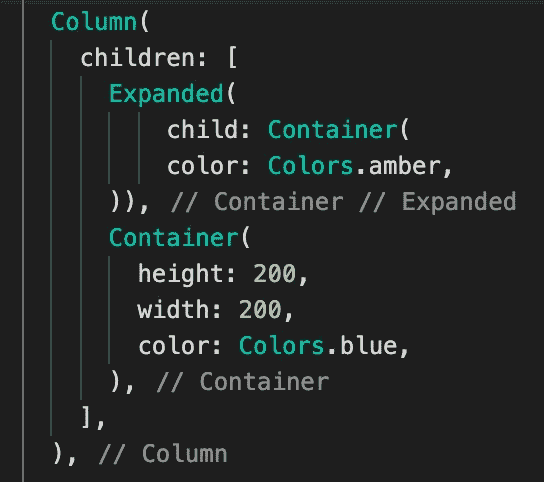 Column(
children: [
Expanded(
child: Container(
color: Colors.amber,
)), // Container // Expanded
Container(
height: 200,
width: 200,
color: Colors.blue,
), // Container
],
), // Column